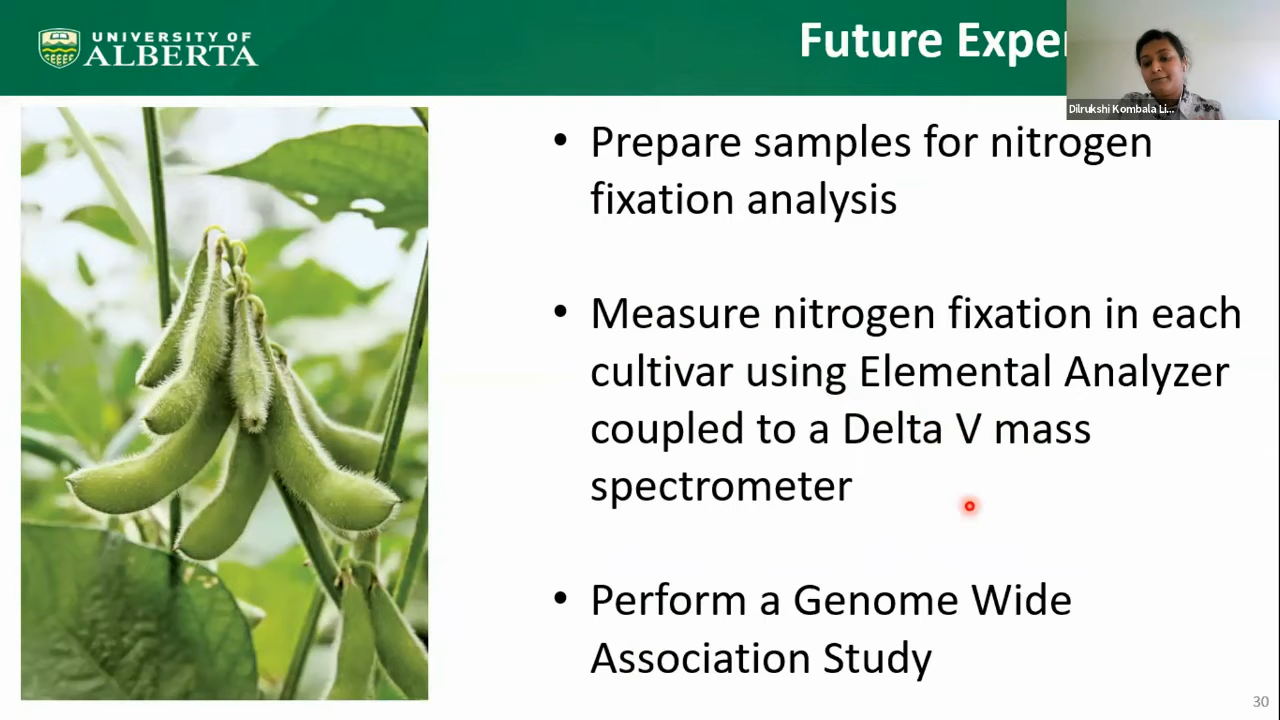 UNIVERSITY OF
ALBERTA
Future Exper
Dilrukshi Kombala Li...
• Prepare samples for nitrogen
fixation analysis
• Measure nitrogen fixation in each
cultivar using Elemental Analyzer
coupled to a Delta V mass
spectrometer
• Perform a Genome Wide
Association Study
30